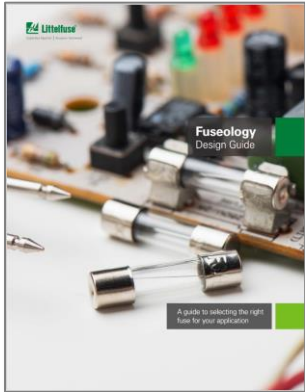 Littelfuse®
Fuseology
Design Guide
A guide to selecting the right
fuse for your application